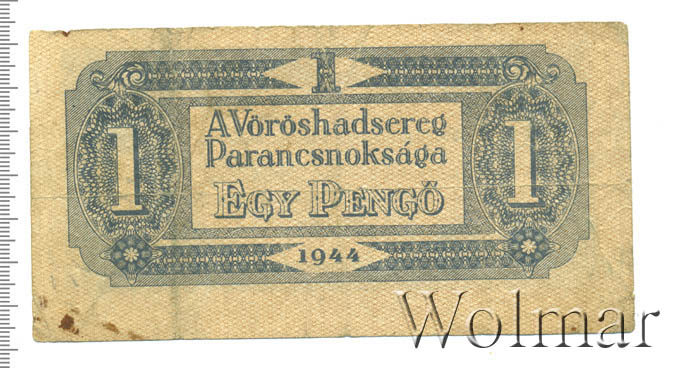 1
A Vöröshadsereg
Parancsnoksága
EGY PENGŐ
1 1
1944
Wolmar